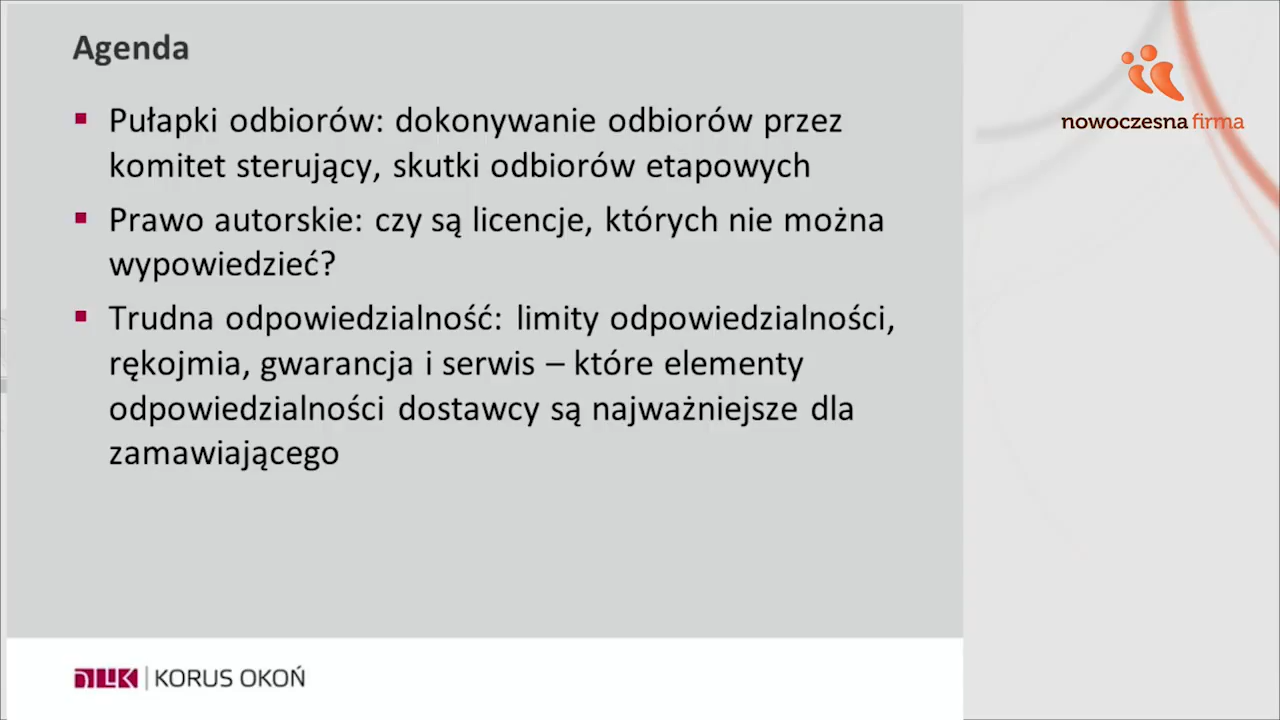 Agenda
nowoczesna firma
▪ Pułapki odbiorów: dokonywanie odbiorów przez
komitet sterujący, skutki odbiorów etapowych
▪ Prawo autorskie: czy są licencje, których nie można
wypowiedzieć?
▪ Trudna odpowiedzialność: limity odpowiedzialności,
rękojmia, gwarancja i serwis – które elementy
odpowiedzialności dostawcy są najważniejsze dla
zamawiającego
KORUS OKOŃ